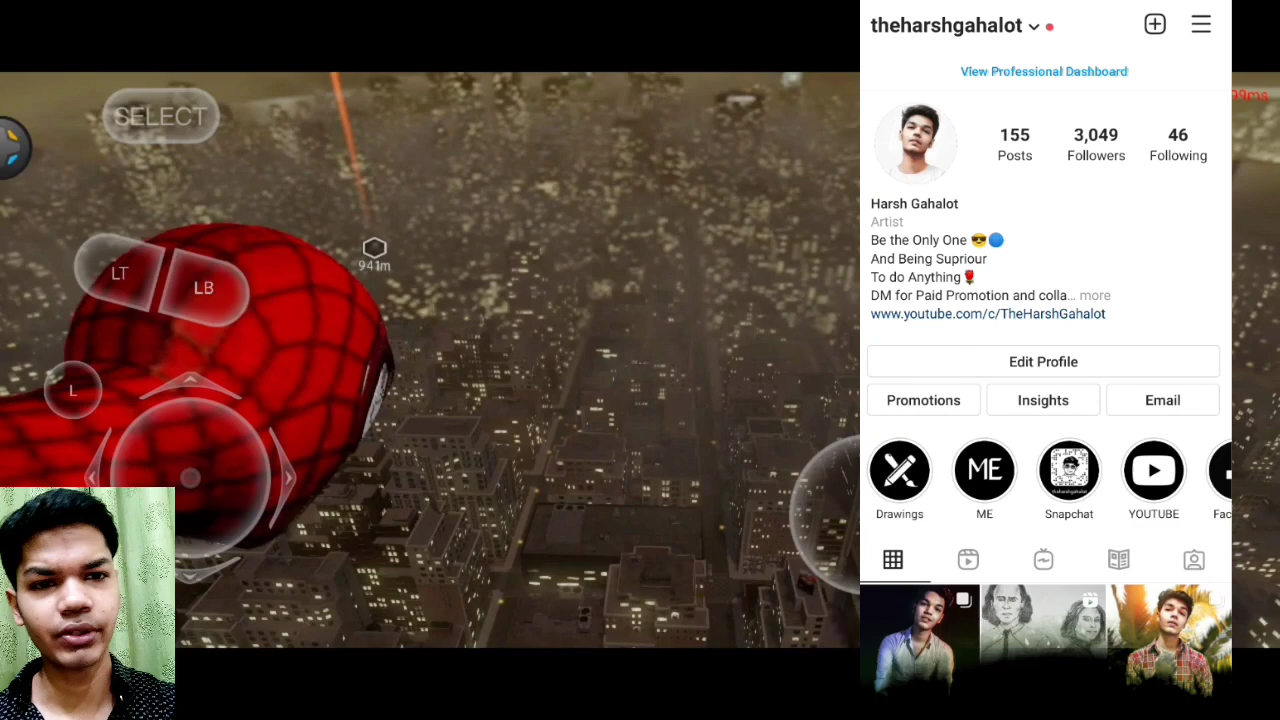 SELECT
LT
LB
L
941m
99ms
theharshgahalot
View Professional Dashboard
155
3,049
46
Posts
Followers
Following
Harsh Gahalot
Artist
Be the Only One 😎🔵
And Being Supriour
To do Anything🌹
DM for Paid Promotion and colla... more
www.youtube.com/c/TheHarshGahalot
Edit Profile
Promotions
Insights
Email
ME
Drawings
ME
Snapchat
YOUTUBE
Fac